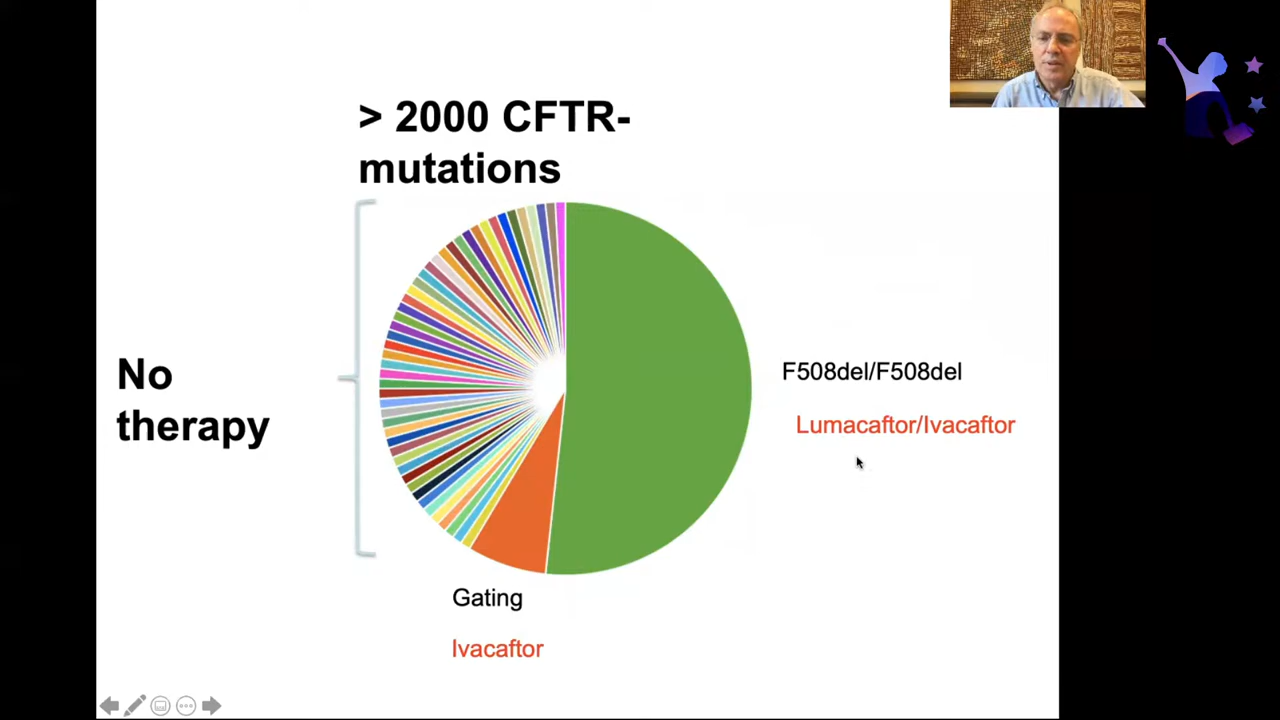 > 2000 CFTR-
mutations
No
therapy
F508del/F508del
Lumacaftor/Ivacaftor
Gating
Ivacaftor